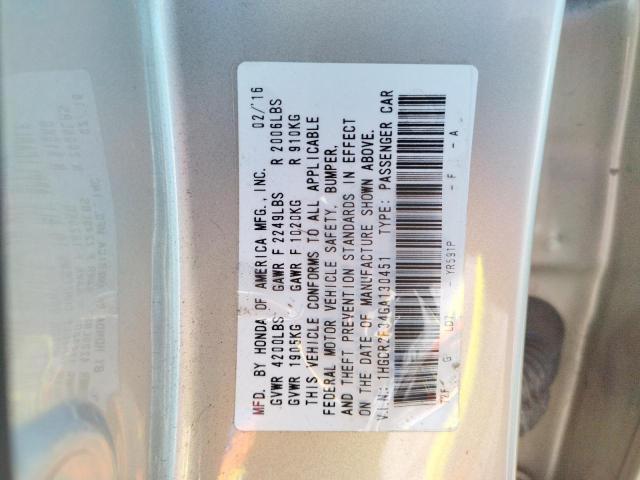 MFD. BY HONDA OF AMERICA MFG., INC. 02/'16
GVWR 4200LBS GAWR F 2249LBS R 2006LBS
GVWR 1905KG GAWR F 1020KG R 910KG
THIS VEHICLE CONFORMS TO ALL APPLICABLE
FEDERAL MOTOR VEHICLE SAFETY, BUMPER,
AND THEFT PREVENTION STANDARDS IN EFFECT
ON THE DATE OF MANUFACTURE SHOWN ABOVE.
V.I.N.: 1HGCR2F34GA130451 TYPE: PASSENGER CAR
G LDZ - YR591P - F - A